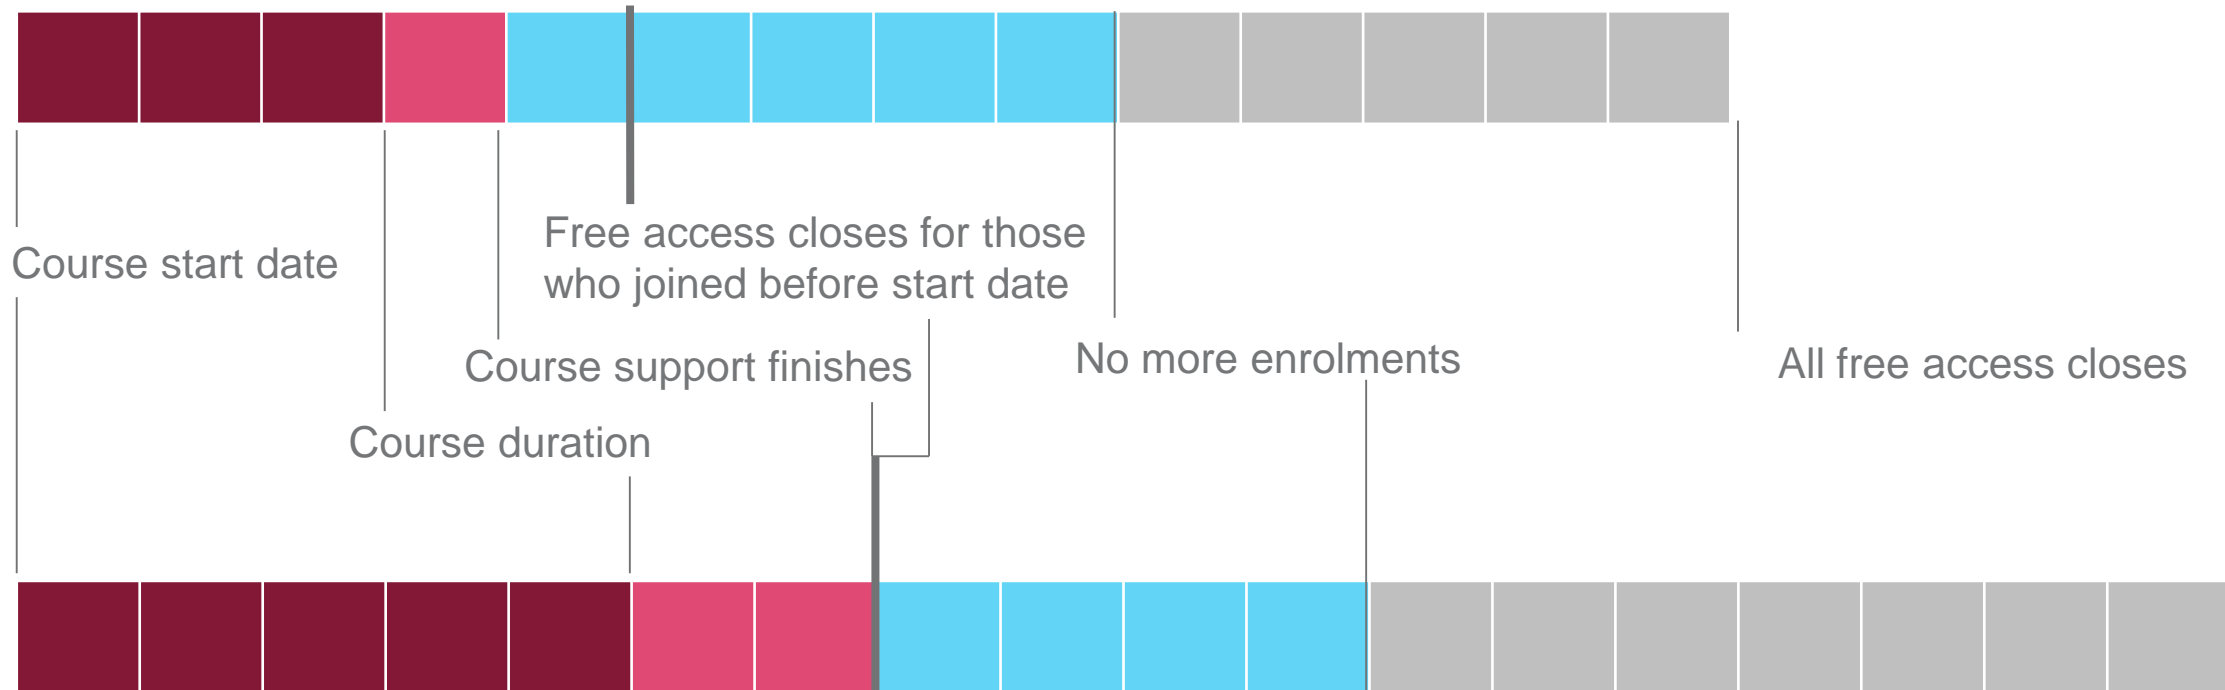 Free access closes for those
who joined before start date
Course start date
Course support finishes
No more enrolments
All free access closes
Course duration